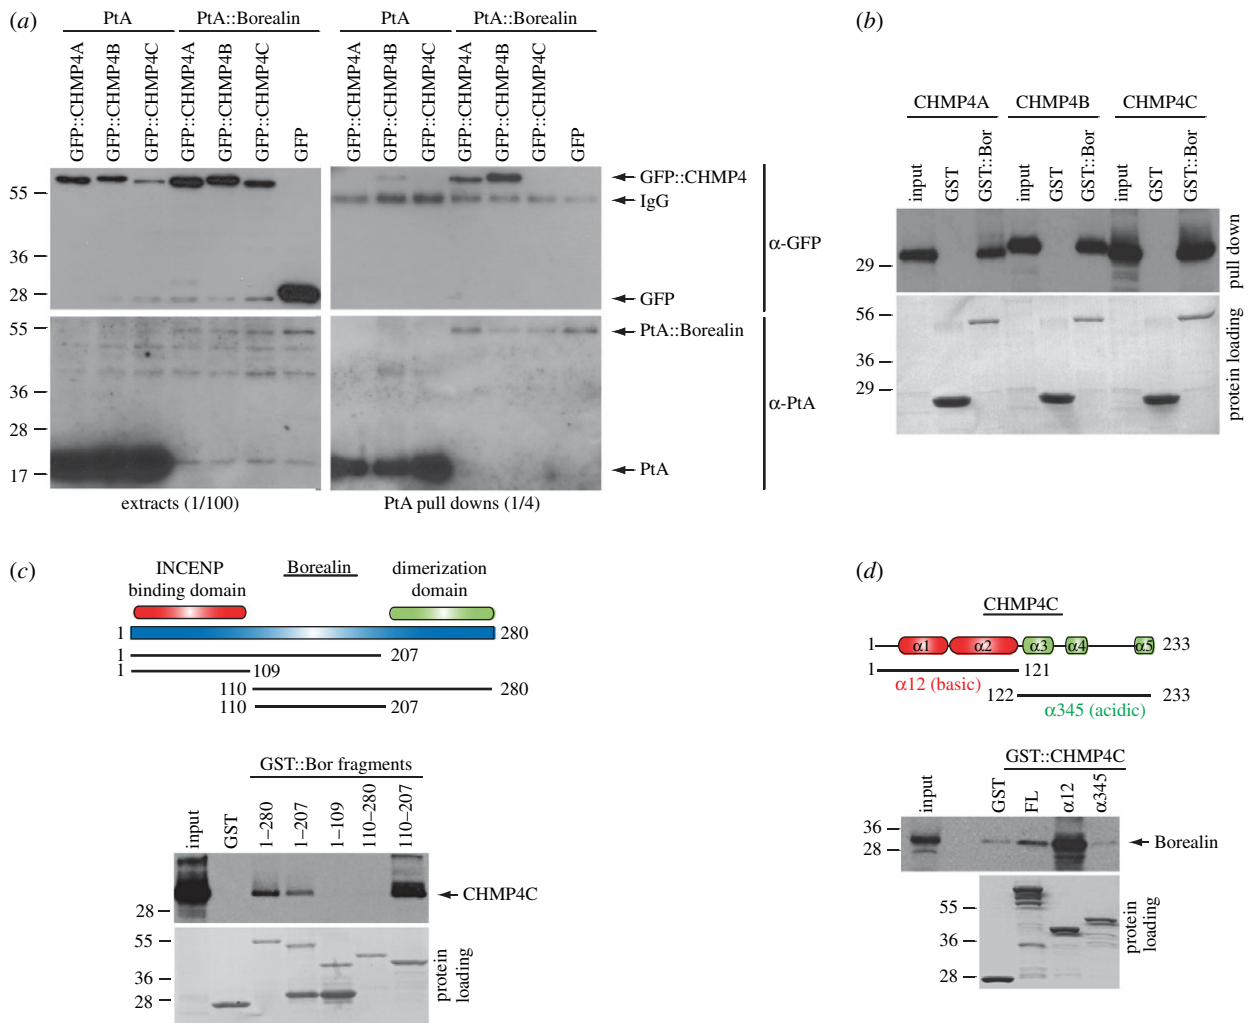 (a)
PtA PtA::Borealin PtA PtA::Borealin
GFP::CHMP4A GFP::CHMP4B GFP::CHMP4C GFP::CHMP4A GFP::CHMP4B GFP::CHMP4C GFP
GFP::CHMP4A GFP::CHMP4B GFP::CHMP4C GFP::CHMP4A GFP::CHMP4B GFP::CHMP4C GFP
55
36
28
GFP::CHMP4
IgG
GFP
α-GFP
55
36
28
17
PtA::Borealin
PtA
α-PtA
extracts (1/100) PtA pull downs (1/4)
(b)
CHMP4A CHMP4B CHMP4C
input GST GST::Bor input GST GST::Bor input GST GST::Bor
29
pull down
56
36
29
protein loading
(c)
INCENP
binding domain
Borealin
dimerization
domain
1 280
1 207
1 109
110 280
110 207
GST::Bor fragments
input GST 1–280 1–207 1–109 110–280 110–207
28
CHMP4C
55
36
28
protein
loading
(d)
CHMP4C
1 α1 α2 α3 α4 α5 233
121
α12 (basic)
122 233
α345 (acidic)
GST::CHMP4C
input GST FL α12 α345
36
28
Borealin
55
36
28
protein
loading